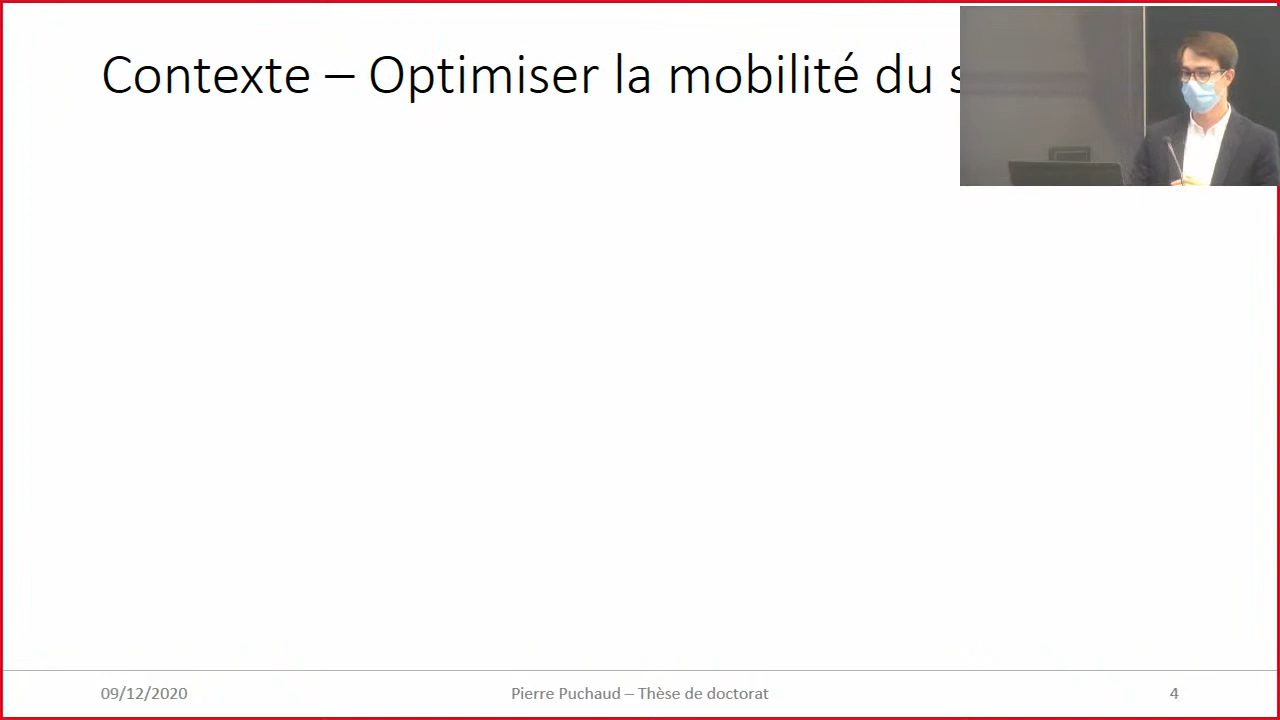 Contexte – Optimiser la mobilité du
09/12/2020
Pierre Puchaud – Thèse de doctorat
4